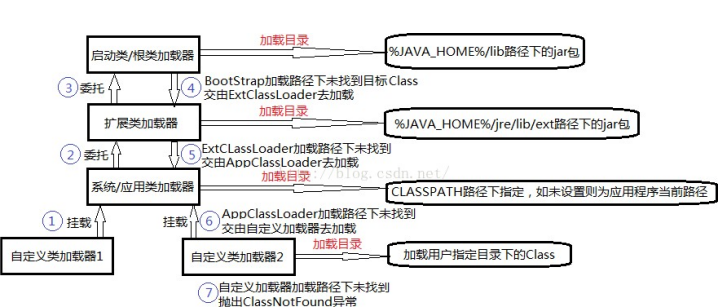 加载目录
启动类/根类加载器
%JAVA_HOME%/lib路径下的jar包
③ 委托
④ BootStrap加载路径下未找到目标Class
交由ExtClassLoader去加载
加载目录
扩展类加载器
%JAVA_HOME%/jre/lib/ext路径下的jar包
② 委托
⑤ ExtCLassLoader加载路径下未找到
交由AppClassLoader去加载
加载目录
系统/应用类加载器
CLASSPATH路径下指定，如未设置则为应用程序当前路径
① 挂载
挂载
⑥ AppClassLoader加载路径下未找到
交由自定义加载器去加载
加载目录
自定义类加载器1
自定义类加载器2
加载用户指定目录下的Class
⑦ 自定义加载器加载路径下未找到
抛出ClassNotFound异常